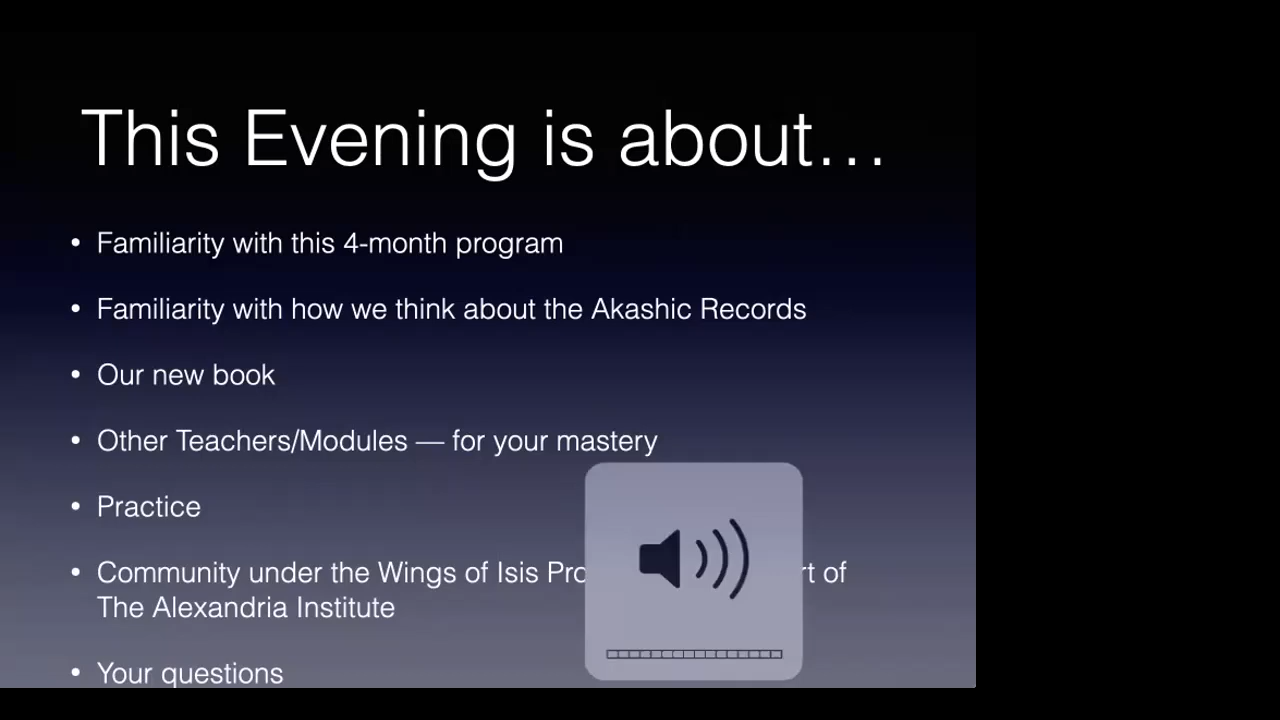 This Evening is about…
• Familiarity with this 4-month program
• Familiarity with how we think about the Akashic Records
• Our new book
• Other Teachers/Modules — for your mastery
• Practice
• Community under the Wings of Isis of
The Alexandria Institute
• Your questions